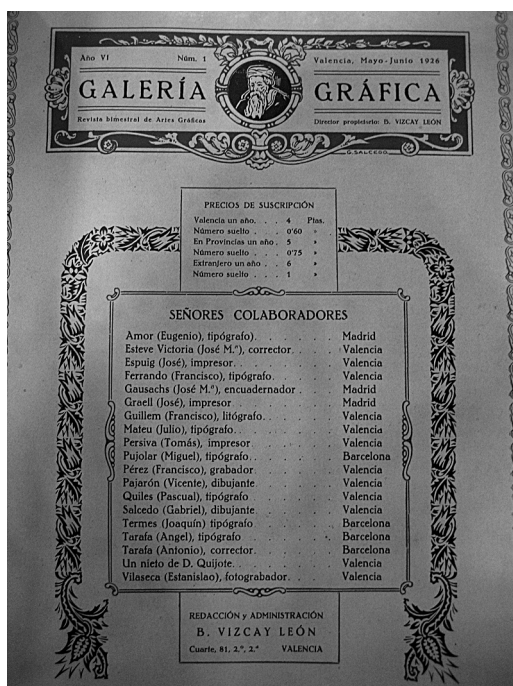 Año VI Núm. 1
Valencia, Mayo-Junio 1926
GALERÍA GRÁFICA
Revista bimestral de Artes Gráficas
Director propietario: B. VIZCAY LEÓN
G. SALCEDO
PRECIOS DE SUSCRIPCIÓN
Valencia un año. . . 4 Ptas.
Número suelto . . . 0'60 »
En Provincias un año . 5 »
Número suelto . . . 0'75 »
Extranjero un año . . 6 »
Número suelto . . . 1 »
SEÑORES COLABORADORES
Amor (Eugenio), tipógrafo). . . . . . . Madrid
Esteve Victoria (José M.ª), corrector. . . . . Valencia
Espuig (José), impresor. . . . . . . . Valencia
Ferrando (Francisco), tipógrafo. . . . . . Valencia
Gausachs (José M.ª), encuadernador . . . . Madrid
Graell (José), impresor . . . . . . . . Madrid
Guillem (Francisco), litógrafo. . . . . . Valencia
Mateu (Julio), tipógrafo. . . . . . . . Valencia
Persiva (Tomás), impresor . . . . . . . Valencia
Pujolar (Miguel), tipógrafo . . . . . . . Barcelona
Pérez (Francisco), grabador . . . . . . Valencia
Pajarón (Vicente), dibujante . . . . . . Valencia
Quiles (Pascual), tipógrafo . . . . . . Valencia
Salcedo (Gabriel), dibujante . . . . . . Valencia
Termes (Joaquín) tipógrafo . . . . . . Barcelona
Tarafa (Angel), tipógrafo . . . . . . . Barcelona
Tarafa (Antonio), corrector. . . . . . . Barcelona
Un nieto de D. Quijote. . . . . . . . Valencia
Vilaseca (Estanislao), fotograbador. . . . . Valencia
REDACCIÓN y ADMINISTRACIÓN
B. VIZCAY LEÓN
Cuarte, 81, 2.º, 2.ª VALENCIA